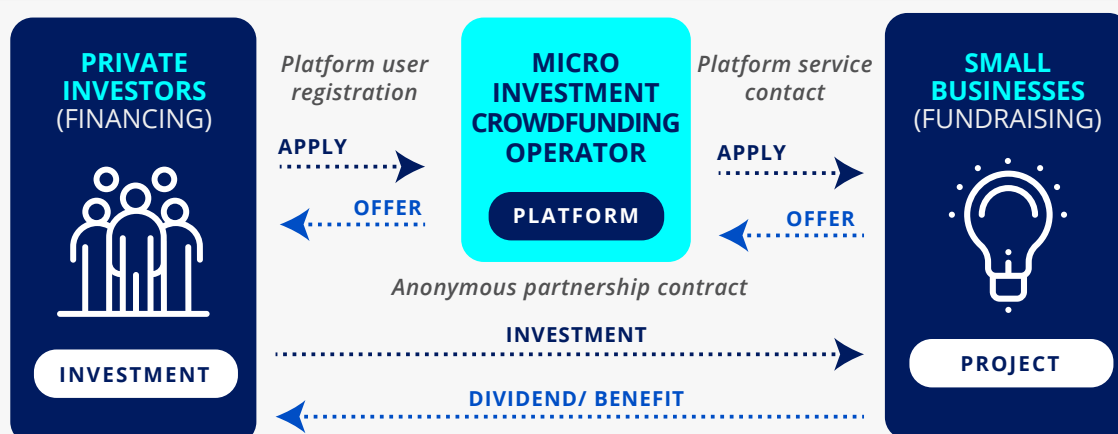 PRIVATE
INVESTORS
(FINANCING)
INVESTMENT
Platform user
registration
APPLY
OFFER
MICRO
INVESTMENT
CROWDFUNDING
OPERATOR
PLATFORM
Platform service
contact
APPLY
OFFER
SMALL
BUSINESSES
(FUNDRAISING)
PROJECT
Anonymous partnership contract
INVESTMENT
DIVIDEND/ BENEFIT